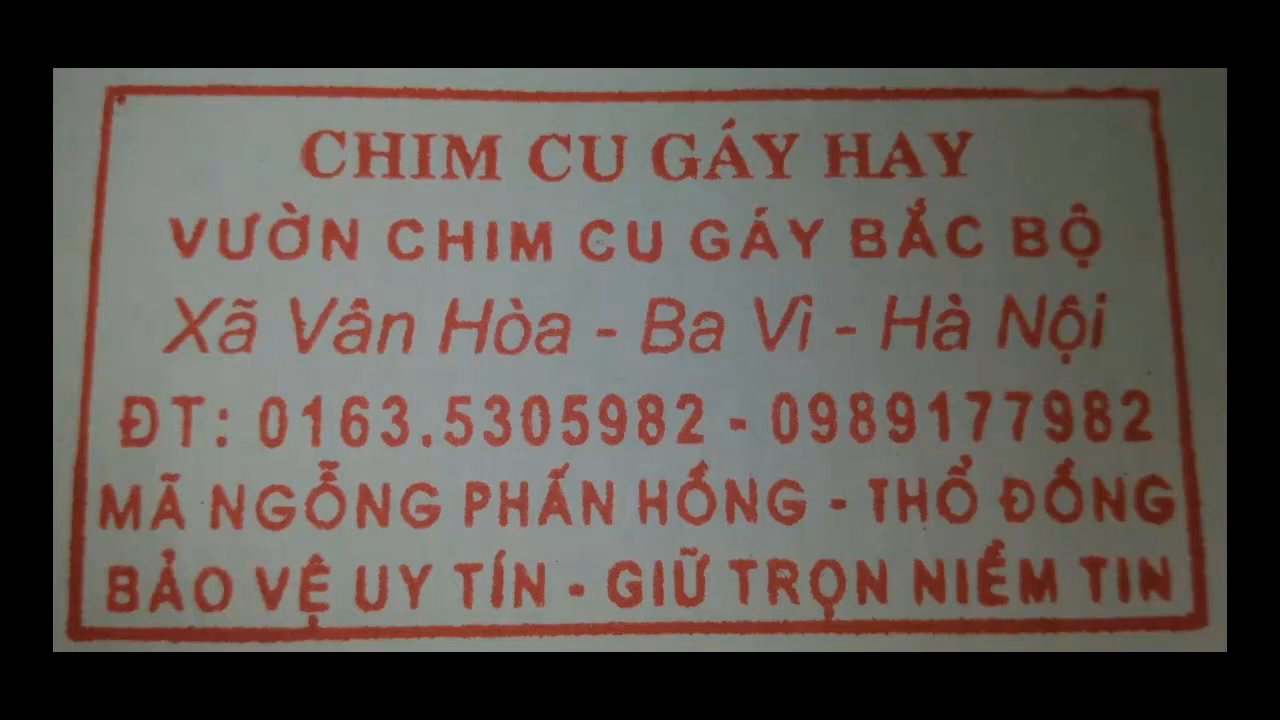 CHIM CU GÁY HAY
VƯỜN CHIM CU GÁY BẮC BỘ
Xã Vân Hòa - Ba Vì - Hà Nội
ĐT: 0163.5305982 - 0989177982
MÃ NGỖNG PHẤN HỒNG - THỔ ĐỒNG
BẢO VỆ UY TÍN - GIỮ TRỌN NIỀM TIN